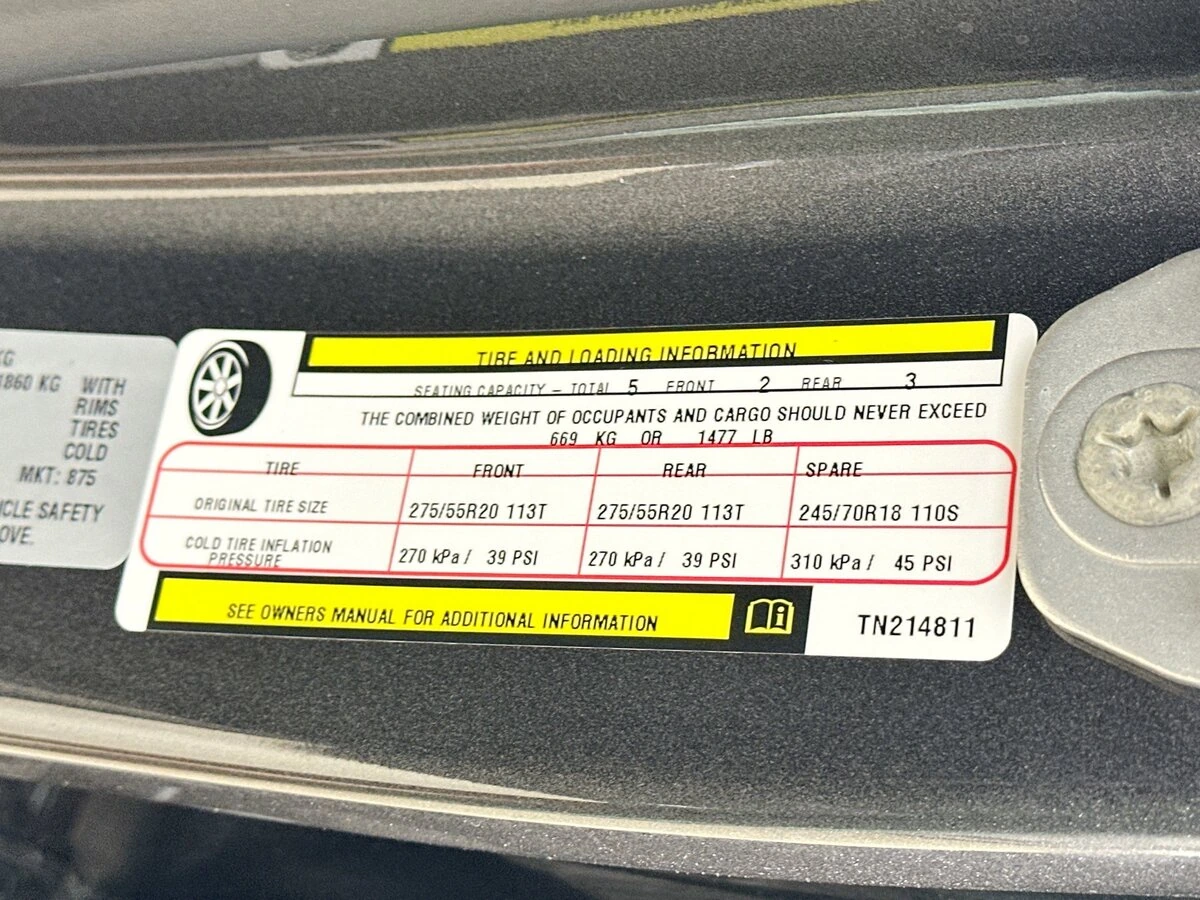 KG
1860 KG WITH
RIMS
TIRES
COLD
MKT: 875
ICLE SAFETY
OVE.
TIRE AND LOADING INFORMATION
SEATING CAPACITY – TOTAL 5 FRONT 2 REAR 3
THE COMBINED WEIGHT OF OCCUPANTS AND CARGO SHOULD NEVER EXCEED
669 KG OR 1477 LB
TIRE FRONT REAR SPARE
ORIGINAL TIRE SIZE 275/55R20 113T 275/55R20 113T 245/70R18 110S
COLD TIRE INFLATION PRESSURE 270 kPa / 39 PSI 270 kPa / 39 PSI 310 kPa / 45 PSI
SEE OWNERS MANUAL FOR ADDITIONAL INFORMATION
TN214811